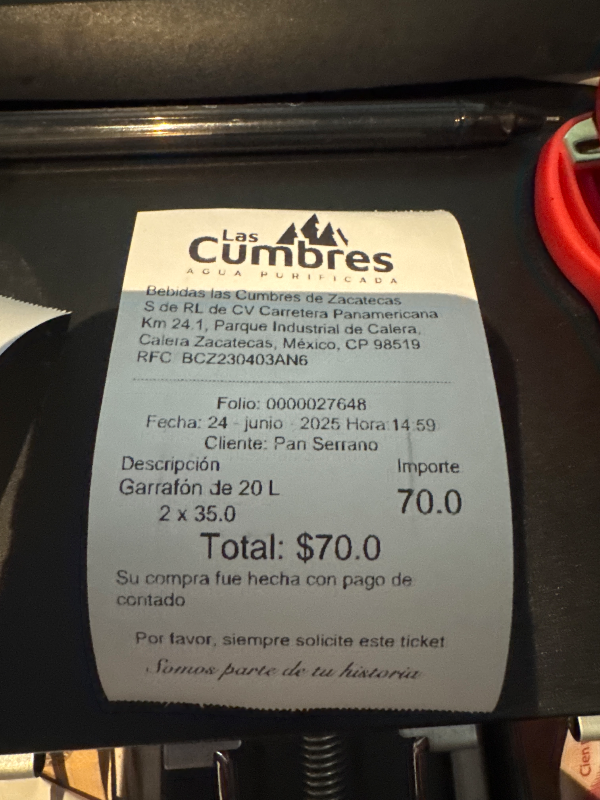 Las
Cumbres
AGUA PURIFICADA
Bebidas las Cumbres de Zacatecas
S de RL de CV Carretera Panamericana
Km 24.1, Parque Industrial de Calera,
Calera Zacatecas, México, CP 98519
RFC BCZ230403AN6
Folio: 0000027648
Fecha: 24 - junio - 2025 Hora:14:59
Cliente: Pan Serrano
Descripción Importe
Garrafón de 20 L
2 x 35.0 70.0
Total: $70.0
Su compra fue hecha con pago de
contado
Por favor, siempre solicite este ticket
Somos parte de tu historia
Cien